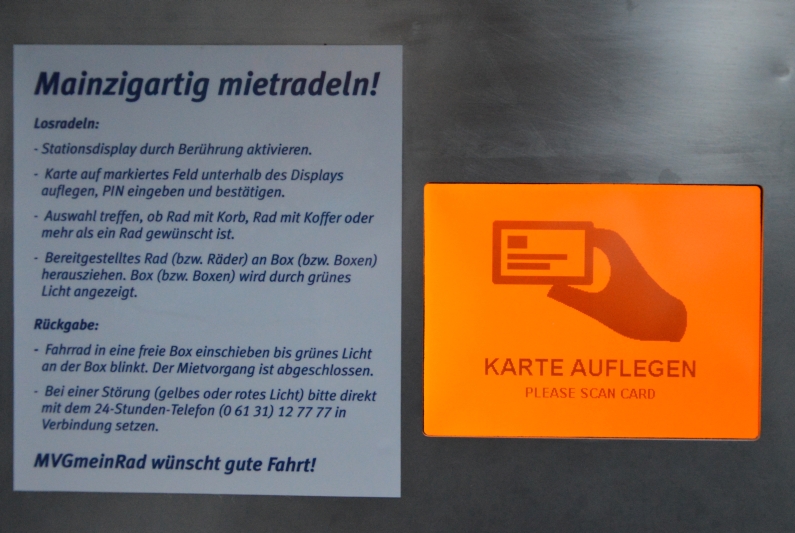 Mainzigartig mietradeln!
Losradeln:
- Stationsdisplay durch Berührung aktivieren.
- Karte auf markiertes Feld unterhalb des Displays
auflegen, PIN eingeben und bestätigen.
- Auswahl treffen, ob Rad mit Korb, Rad mit Koffer oder
mehr als ein Rad gewünscht ist.
- Bereitgestelltes Rad (bzw. Räder) an Box (bzw. Boxen)
herausziehen. Box (bzw. Boxen) wird durch grünes
Licht angezeigt.
Rückgabe:
- Fahrrad in eine freie Box einschieben bis grünes Licht
an der Box blinkt. Der Mietvorgang ist abgeschlossen.
- Bei einer Störung (gelbes oder rotes Licht) bitte direkt
mit dem 24-Stunden-Telefon (0 61 31) 12 77 77 in
Verbindung setzen.
MVGmeinRad wünscht gute Fahrt!
KARTE AUFLEGEN
PLEASE SCAN CARD